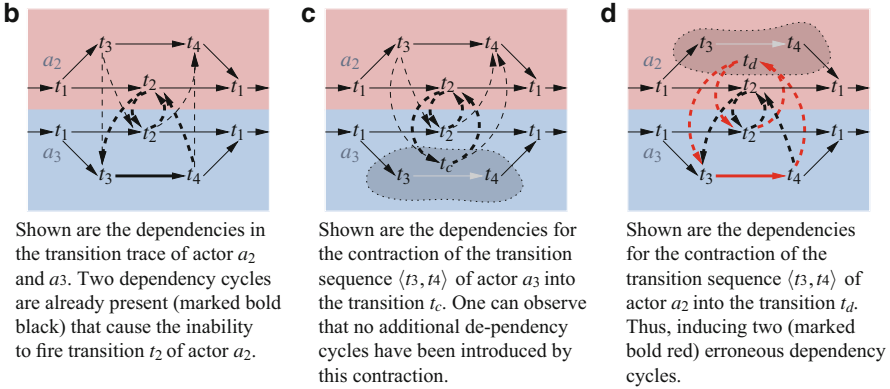 b
t3 t4
a2
t1 t2 t1
t1 t2 t1
a3
t3 t4
Shown are the dependencies in
the transition trace of actor a2
and a3. Two dependency cycles
are already present (marked bold
black) that cause the inability
to fire transition t2 of actor a2.
c
t3 t4
a2
t1 t2 t1
t1 t2 t1
a3
tc
t3 t4
Shown are the dependencies for
the contraction of the transition
sequence ⟨t3, t4⟩ of actor a3 into
the transition tc. One can observe
that no additional de-pendency
cycles have been introduced by
this contraction.
d
t3 t4
a2
td
t1 t2 t1
t1 t2 t1
a3
t3 t4
Shown are the dependencies
for the contraction of the
transition sequence ⟨t3, t4⟩ of
actor a2 into the transition td.
Thus, inducing two (marked
bold red) erroneous dependency
cycles.